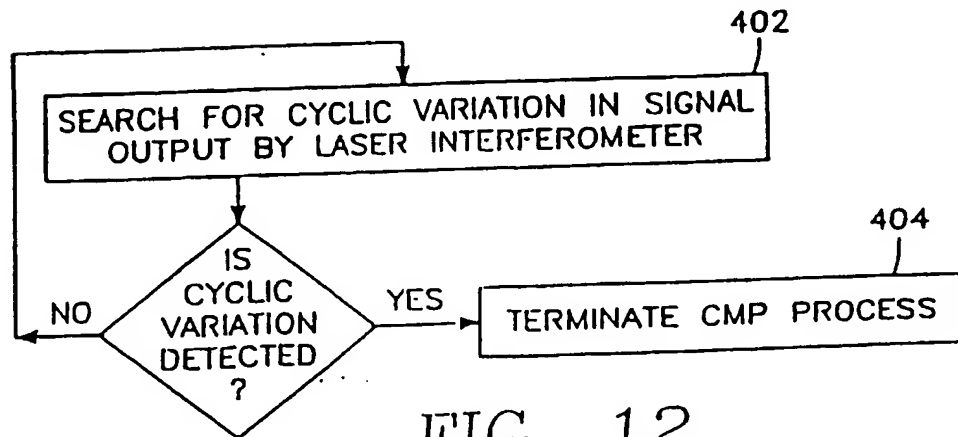 402
SEARCH FOR CYCLIC VARIATION IN SIGNAL
OUTPUT BY LASER INTERFEROMETER
404
IS
CYCLIC
VARIATION
DETECTED
?
NO
YES
TERMINATE CMP PROCESS
FIG. 12